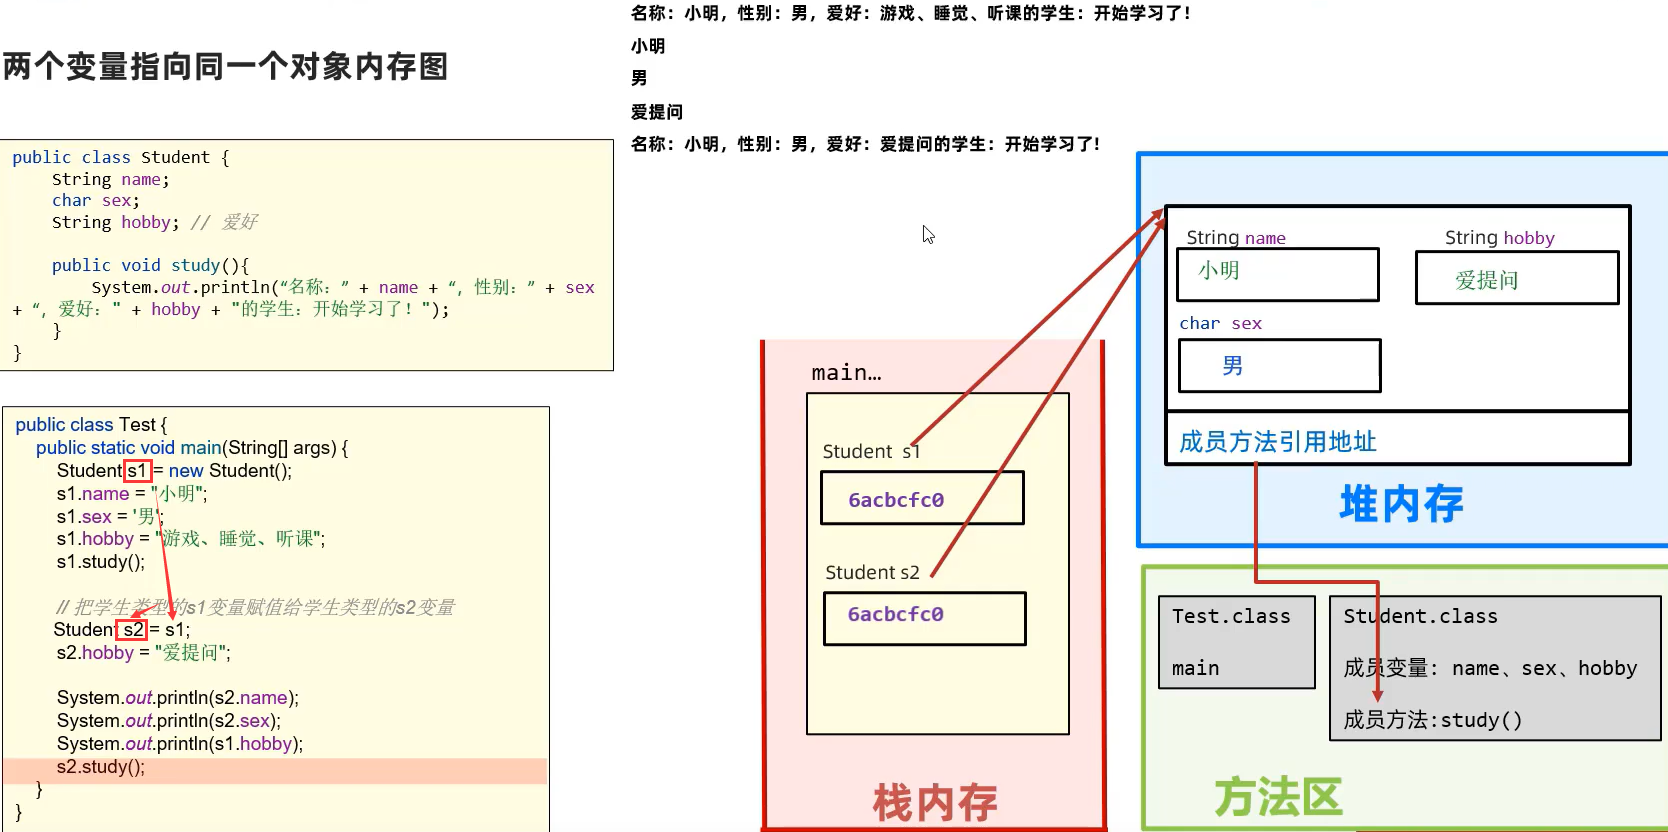 两个变量指向同一个对象内存图
public class Student {
String name;
char sex;
String hobby; // 爱好
public void study(){
System.out.println(“名称：” + name + “，性别：” + sex
+ “，爱好：" + hobby + "的学生：开始学习了！");
}
}
public class Test {
public static void main(String[] args) {
Student s1 = new Student();
s1.name = "小明";
s1.sex = '男';
s1.hobby = "游戏、睡觉、听课";
s1.study();
// 把学生类型的s1变量赋值给学生类型的s2变量
Student s2 = s1;
s2.hobby = "爱提问";
System.out.println(s2.name);
System.out.println(s2.sex);
System.out.println(s1.hobby);
s2.study();
}
}
名称：小明，性别：男，爱好：游戏、睡觉、听课的学生：开始学习了！
小明
男
爱提问
名称：小明，性别：男，爱好：爱提问的学生：开始学习了！
main…
Student s1
6acbcfc0
Student s2
6acbcfc0
栈内存
String name
小明
String hobby
爱提问
char sex
男
成员方法引用地址
堆内存
Test.class
main
Student.class
成员变量：name、sex、hobby
成员方法:study()
方法区